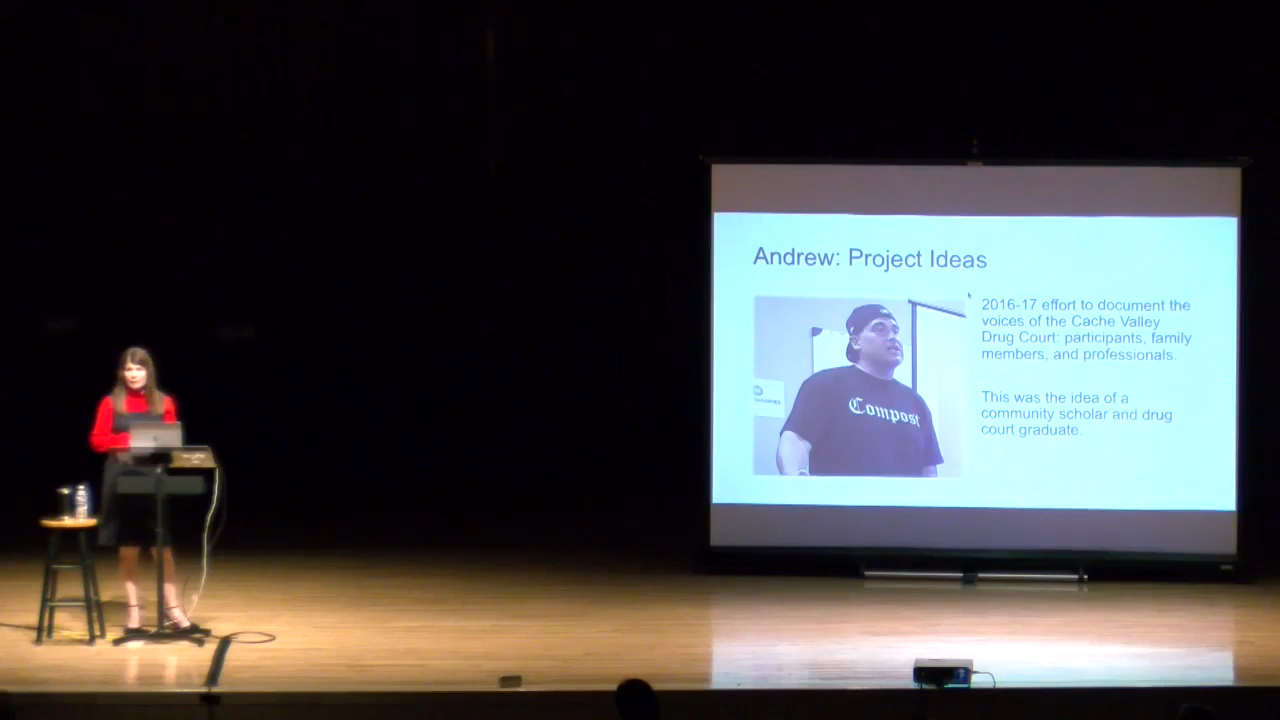 Andrew: Project Ideas
2016-17 effort to document the
voices of the Cache Valley
Drug Court: participants, family
members, and professionals.
This was the idea of a
community scholar and drug
court graduate.
Compost